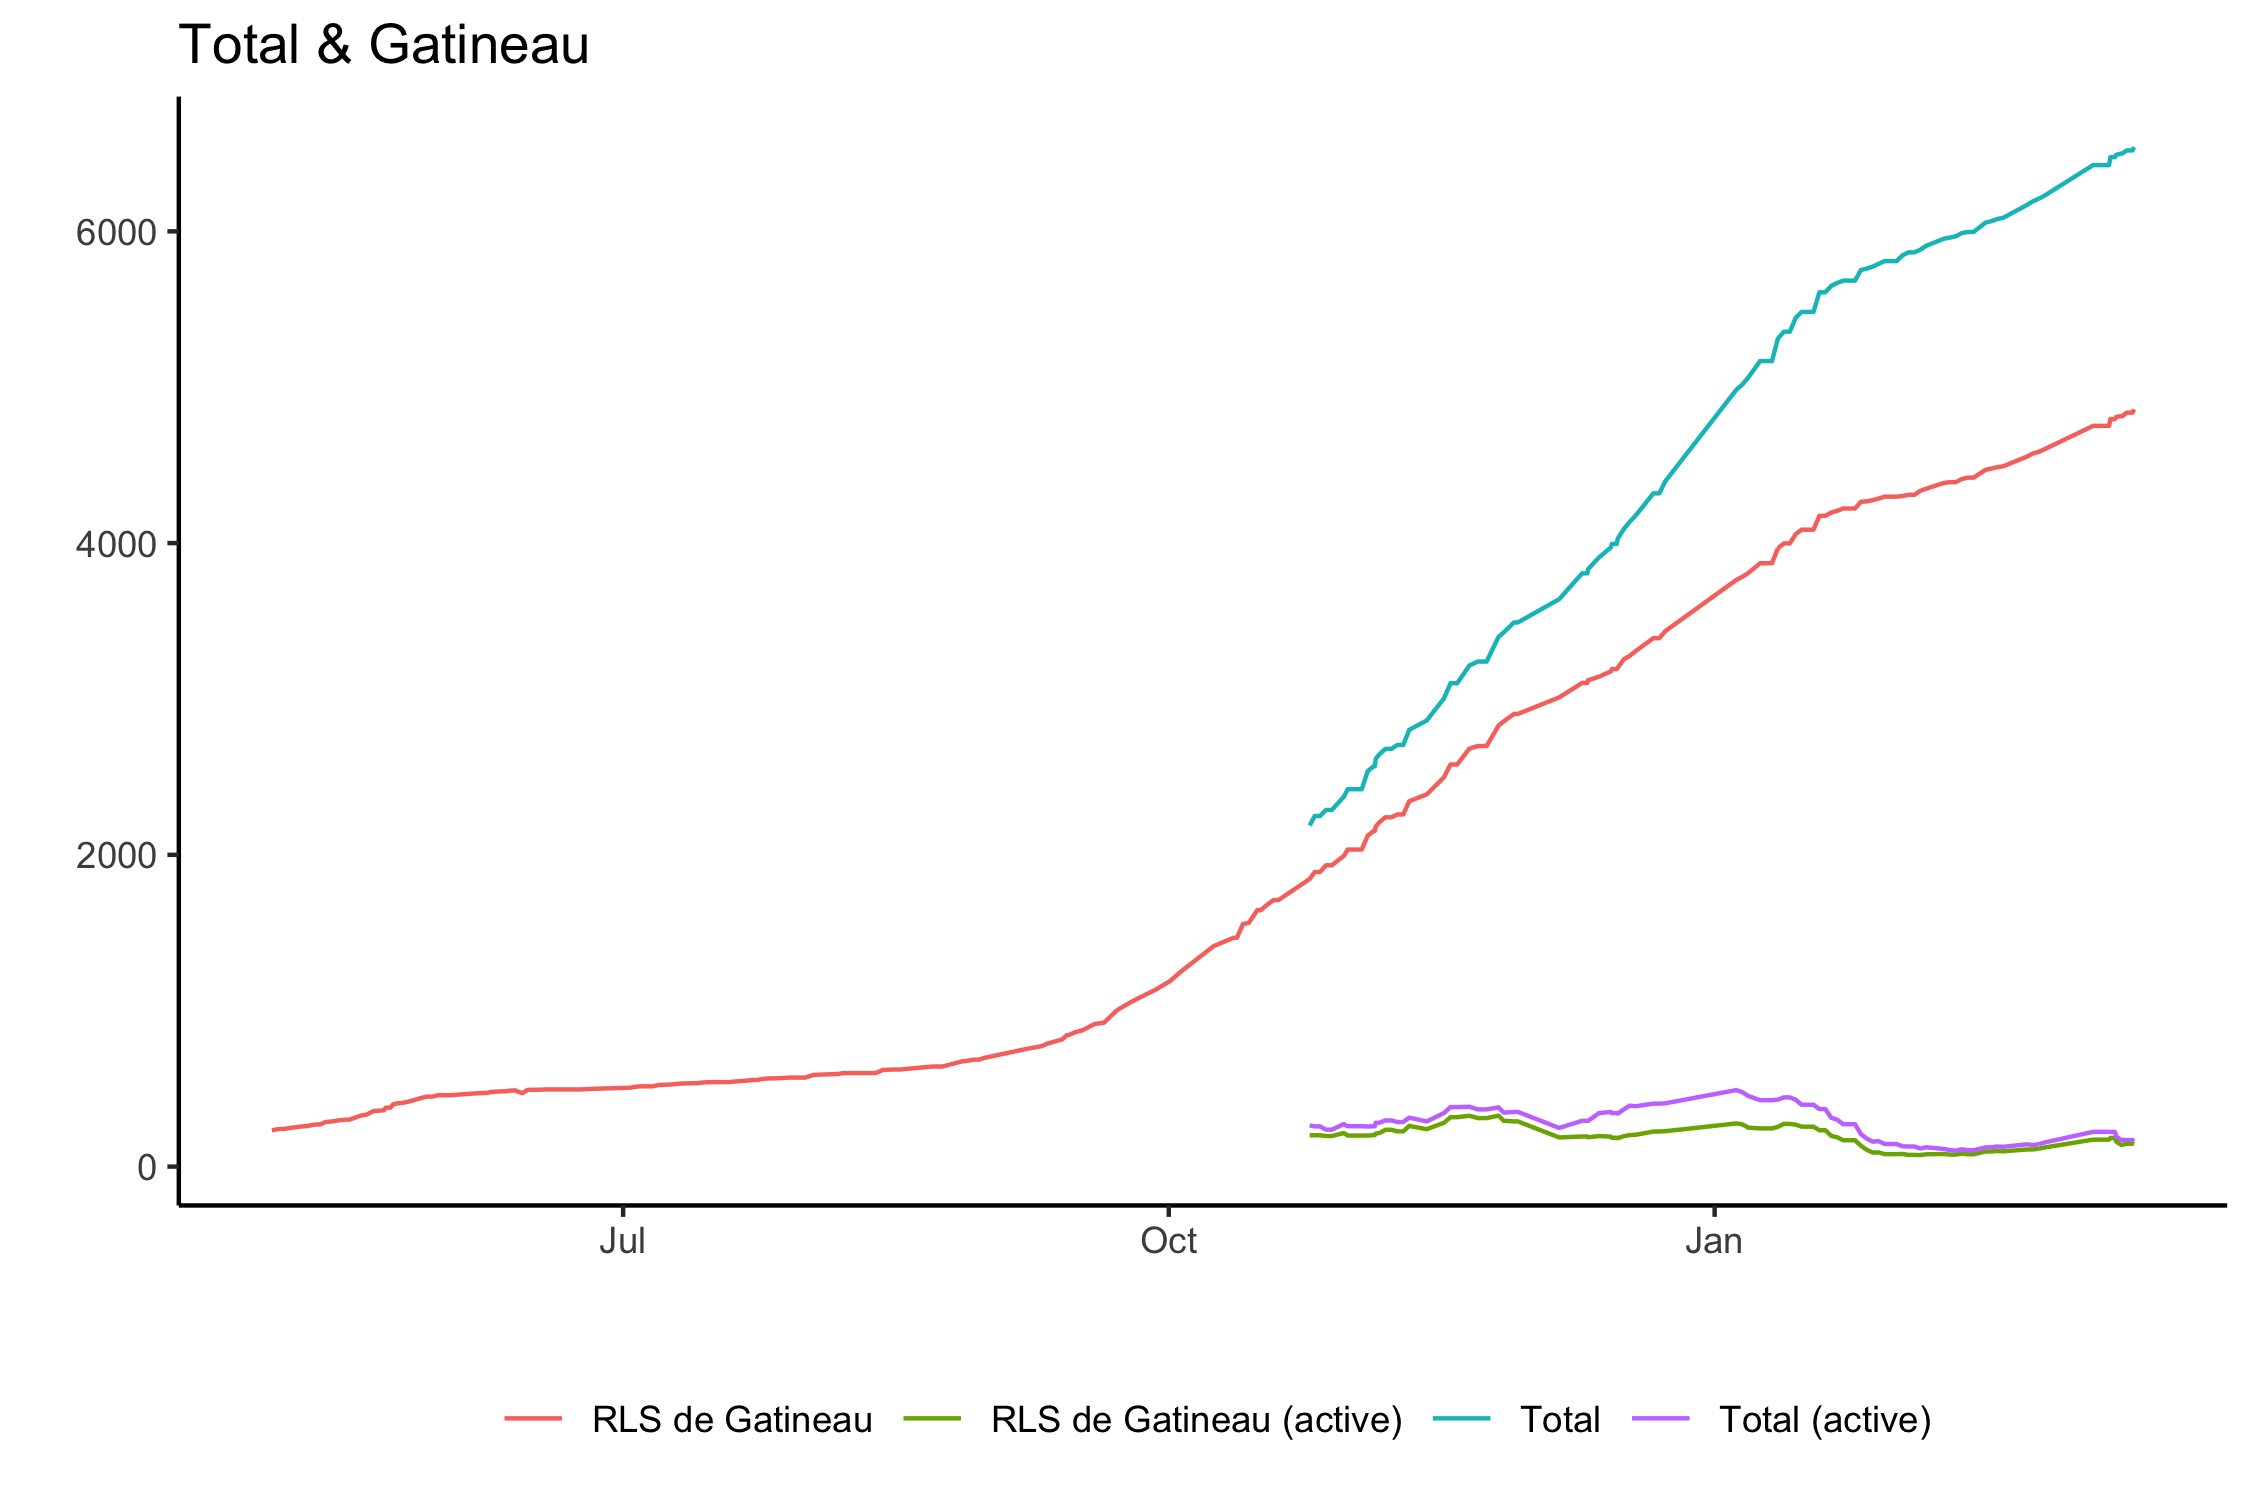 Total & Gatineau
6000
4000
2000
0
Jul Oct Jan
RLS de Gatineau RLS de Gatineau (active) Total Total (active)